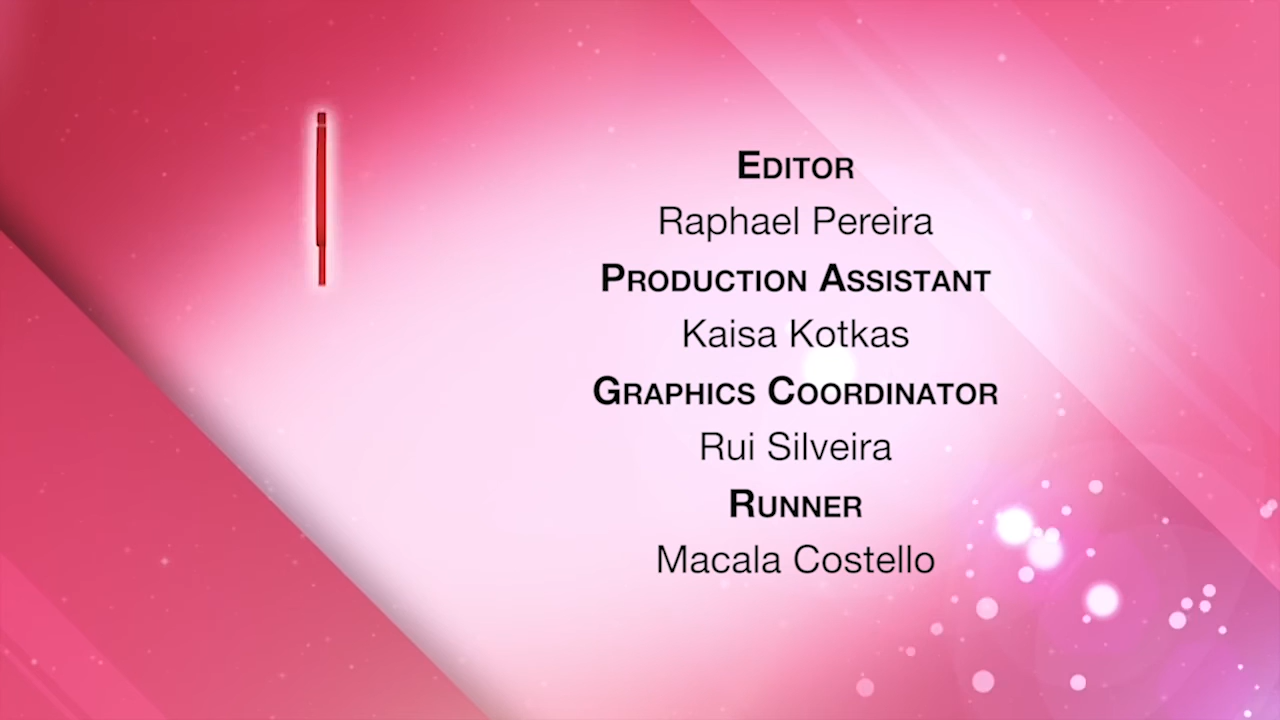 EDITOR
Raphael Pereira
PRODUCTION ASSISTANT
Kaisa Kotkas
GRAPHICS COORDINATOR
Rui Silveira
RUNNER
Macala Costello